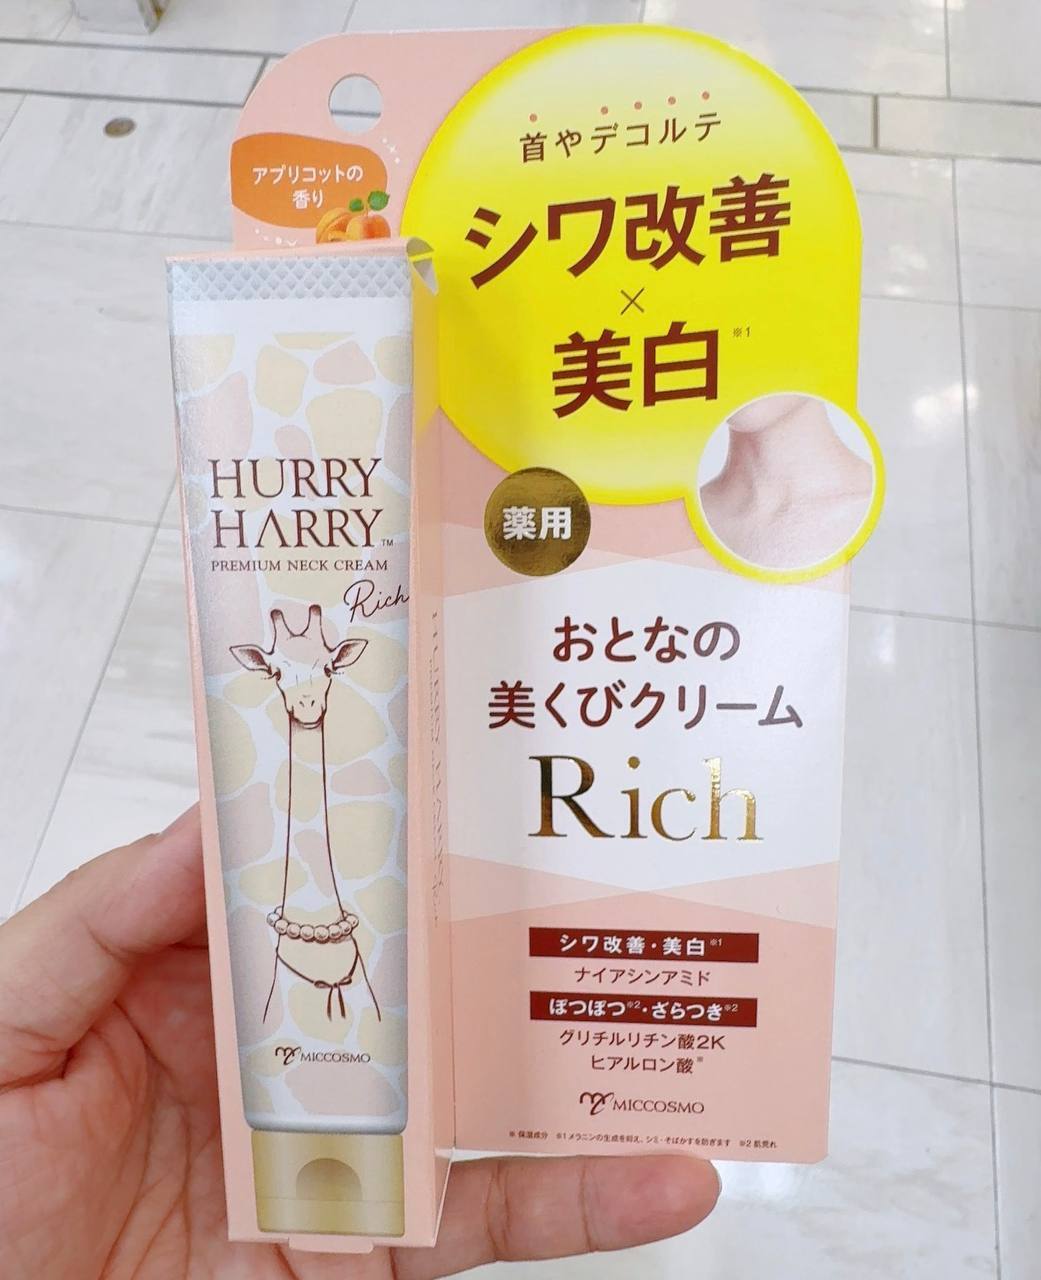 アプリコットの
香り
首やデコルテ
シワ改善
×
美白※1
薬用
HURRY
HARRY™
PREMIUM NECK CREAM
Rich
MICCOSMO
おとなの
美くびクリーム
Rich
シワ改善・美白※1
ナイアシンアミド
ぽつぽつ※2・ざらつき※2
グリチルリチン酸2K
ヒアルロン酸※
MICCOSMO
※ 保湿成分 ※1メラニンの生成を抑え、シミ・そばかすを防ぎます ※2 肌荒れ